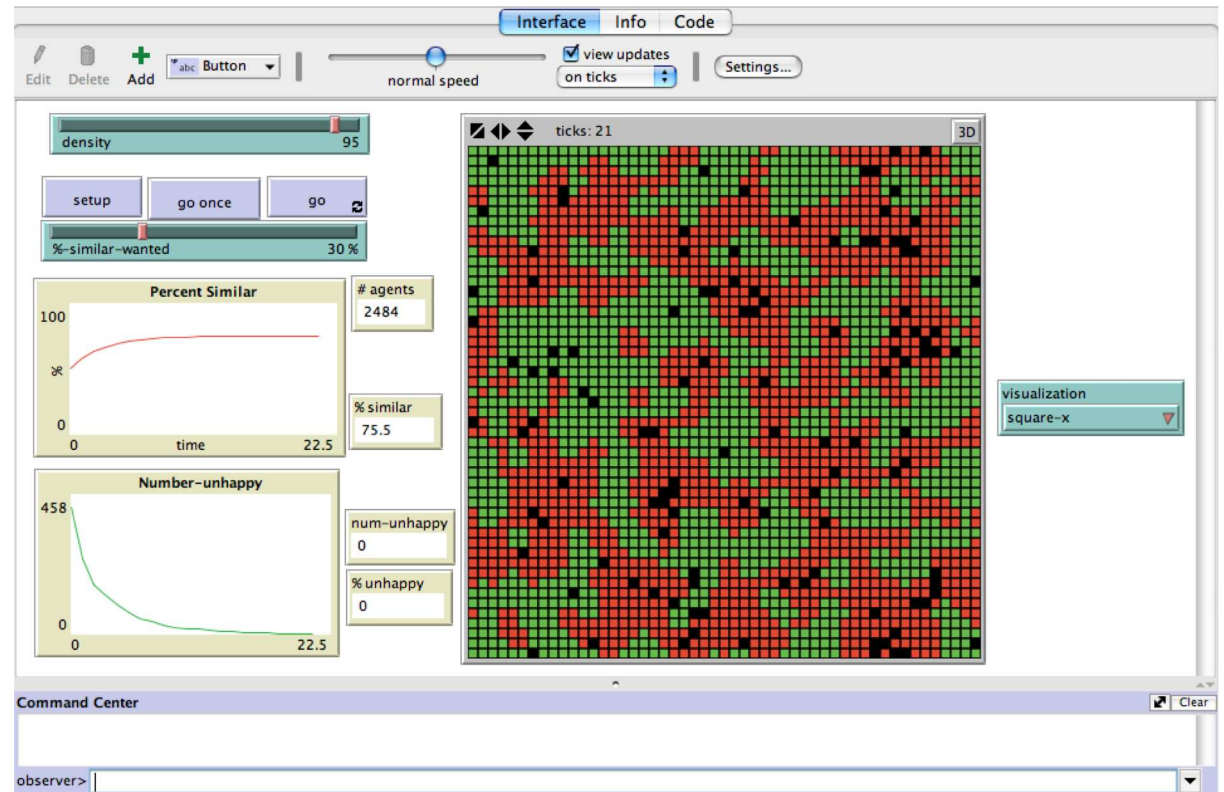 Interface Info Code
Edit Delete Add abc Button normal speed view updates on ticks Settings...
density 95
setup go once go
%-similar-wanted 30 %
Percent Similar
100
%
0
0 time 22.5
# agents
2484
% similar
75.5
Number-unhappy
458
0
0 22.5
num-unhappy
0
% unhappy
0
ticks: 21 3D
visualization
square-x
Command Center Clear
observer>